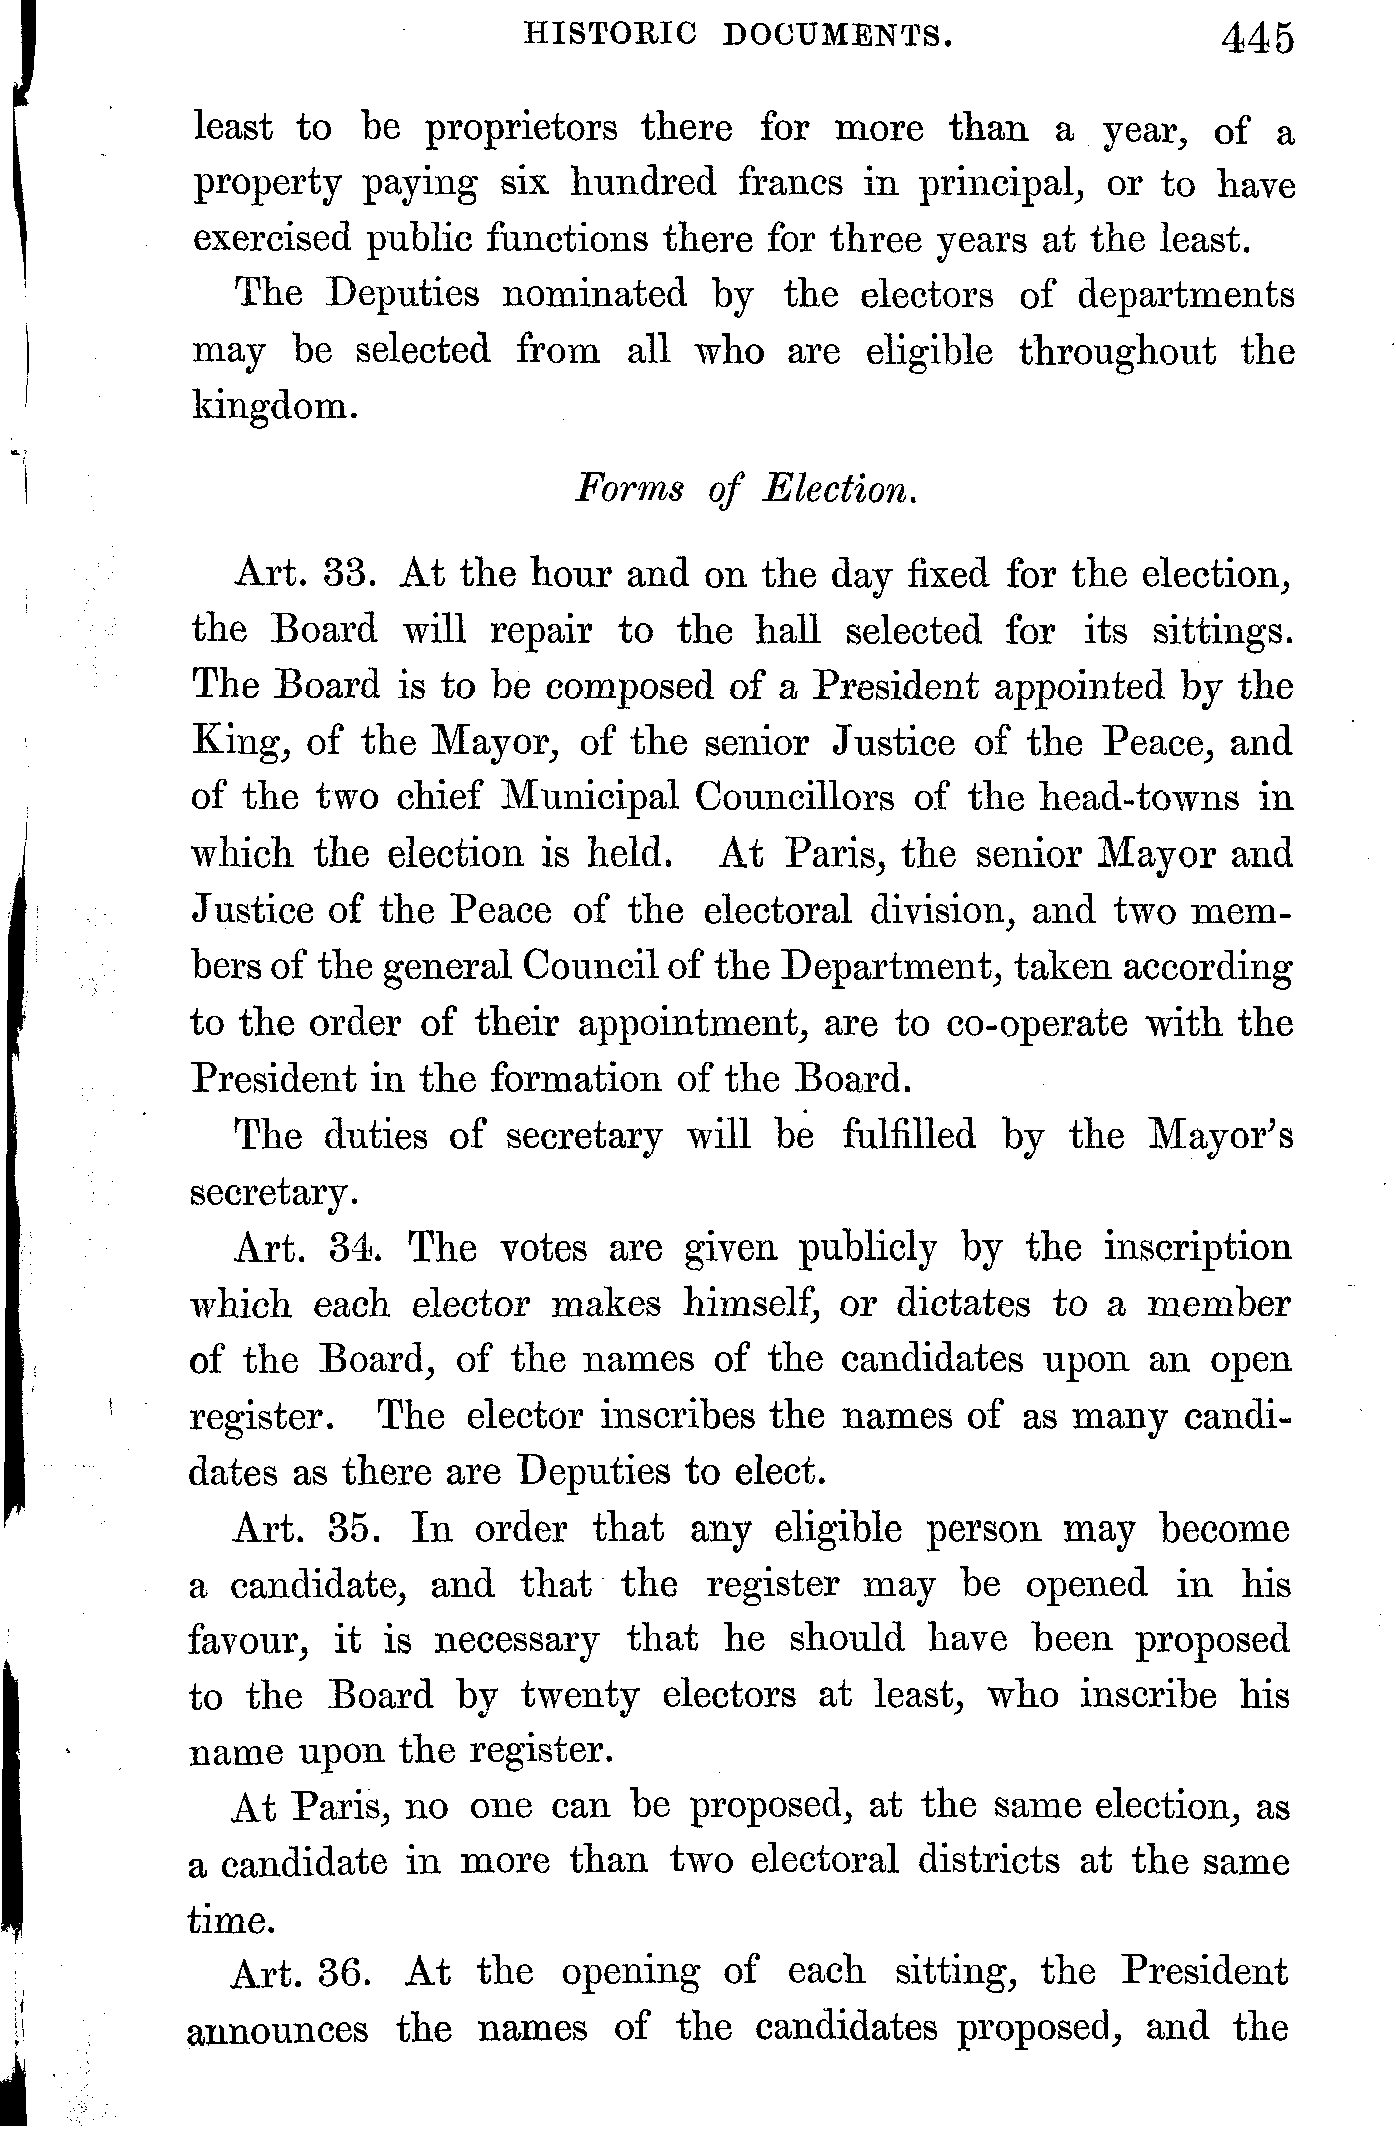 HISTORIC DOCUMENTS. 445
least to be proprietors there for more than a year, of a
property paying six hundred francs in principal, or to have
exercised public functions there for three years at the least.
The Deputies nominated by the electors of departments
may be selected from all who are eligible throughout the
kingdom.
Forms of Election.
Art. 33. At the hour and on the day fixed for the election,
the Board will repair to the hall selected for its sittings.
The Board is to be composed of a President appointed by the
King, of the Mayor, of the senior Justice of the Peace, and
of the two chief Municipal Councillors of the head-towns in
which the election is held. At Paris, the senior Mayor and
Justice of the Peace of the electoral division, and two mem-
bers of the general Council of the Department, taken according
to the order of their appointment, are to co-operate with the
President in the formation of the Board.
The duties of secretary will be fulfilled by the Mayor's
secretary.
Art. 34. The votes are given publicly by the inscription
which each elector makes himself, or dictates to a member
of the Board, of the names of the candidates upon an open
register. The elector inscribes the names of as many candi-
dates as there are Deputies to elect.
Art. 35. In order that any eligible person may become
a candidate, and that the register may be opened in his
favour, it is necessary that he should have been proposed
to the Board by twenty electors at least, who inscribe his
name upon the register.
At Paris, no one can be proposed, at the same election, as
a candidate in more than two electoral districts at the same
time.
Art. 36. At the opening of each sitting, the President
announces the names of the candidates proposed, and the